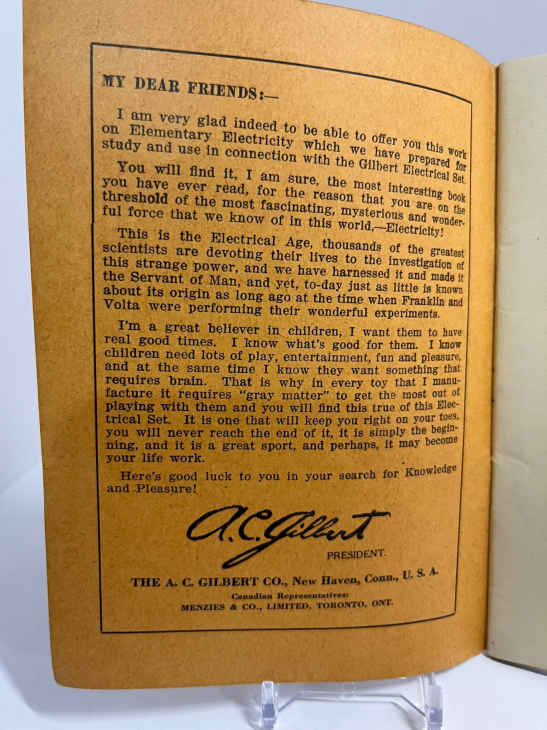 MY DEAR FRIENDS:—
I am very glad indeed to be able to offer you this work
on Elementary Electricity which we have prepared for
study and use in connection with the Gilbert Electrical Set.
You will find it, I am sure, the most interesting book
you have ever read, for the reason that you are on the
threshold of the most fascinating, mysterious and wonder-
ful force that we know of in this world,—Electricity!
This is the Electrical Age, thousands of the greatest
scientists are devoting their lives to the investigation of
this strange power, and we have harnessed it and made it
the Servant of Man, and yet, to-day just as little is known
about its origin as long ago at the time when Franklin and
Volta were performing their wonderful experiments.
I'm a great believer in children, I want them to have
real good times. I know what's good for them. I know
children need lots of play, entertainment, fun and pleasure,
and at the same time I know they want something that
requires brain. That is why in every toy that I manu-
facture it requires "gray matter" to get the most out of
playing with them and you will find this true of this Elec-
trical Set. It is one that will keep you right on your toes,
you will never reach the end of it, it is simply the begin-
ning, and it is a great sport, and perhaps, it may become
your life work.
Here's good luck to you in your search for Knowledge
and Pleasure!
A. C. Gilbert
PRESIDENT.
THE A. C. GILBERT CO., New Haven, Conn., U. S. A.
Canadian Representatives:
MENZIES & CO., LIMITED, TORONTO, ONT.